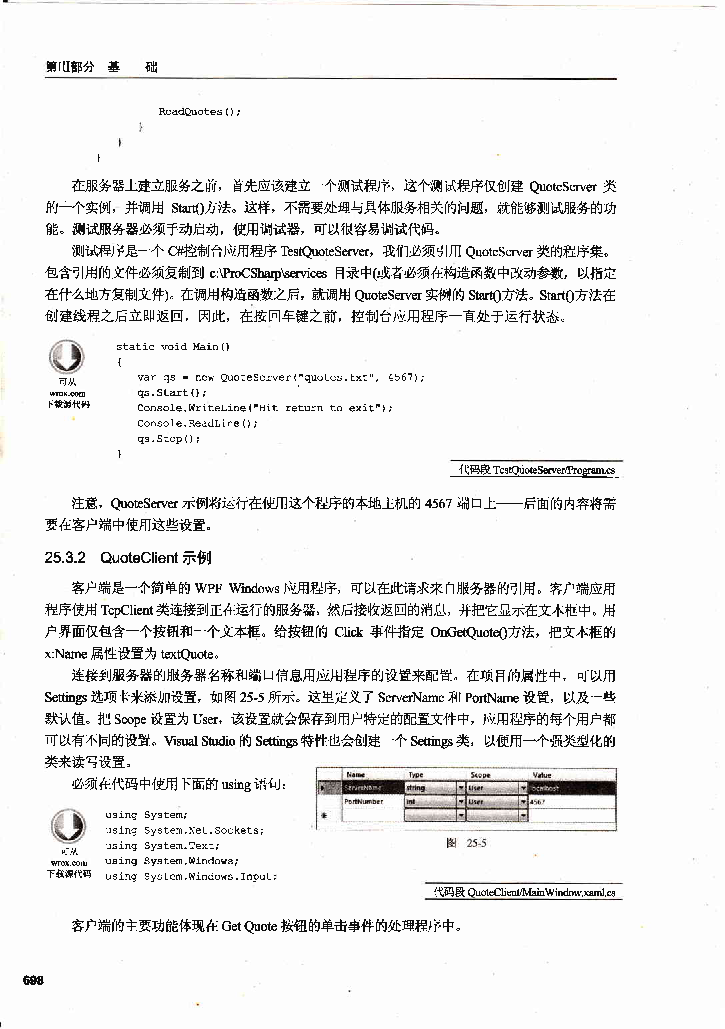 第III部分 基 础
ReadQuotes();
}
}
}
在服务器上建立服务之前，首先应该建立一个测试程序，这个测试程序仅创建 QuoteServer 类
的一个实例，并调用 Start()方法。这样，不需要处理与具体服务相关的问题，就能够测试服务的功
能。测试服务器必须手动启动，使用调试器，可以很容易调试代码。
测试程序是一个 C#控制台应用程序 TestQuoteServer，我们必须引用 QuoteServer 类的程序集。
包含引用的文件必须复制到 c:\ProCSharp\services 目录中(或者必须在构造函数中改动参数，以指定
在什么地方复制文件)。在调用构造函数之后，就调用 QuoteServer 实例的 Start()方法。Start()方法在
创建线程之后立即返回，因此，在按回车键之前，控制台应用程序一直处于运行状态。
static void Main()
{
var qs = new QuoteServer("quotes.txt", 4567);
qs.Start();
Console.WriteLine("Hit return to exit");
Console.ReadLine();
qs.Stop();
}
可从
wrox.com
下载源代码
代码段 TestQuoteServer/Program.cs
注意，QuoteServer 示例将运行在使用这个程序的本地主机的 4567 端口上——后面的内容将需
要在客户端中使用这些设置。
25.3.2 QuoteClient 示例
客户端是一个简单的 WPF Windows 应用程序，可以在此请求来自服务器的引用。客户端应用
程序使用 TcpClient 类连接到正在运行的服务器，然后接收返回的消息，并把它显示在文本框中。用
户界面仅包含一个按钮和一个文本框。给按钮的 Click 事件指定 OnGetQuote()方法，把文本框的
x:Name 属性设置为 textQuote。
连接到服务器的服务器名称和端口信息用应用程序的设置来配置。在项目的属性中，可以用
Settings 选项卡来添加设置，如图 25-5 所示。这里定义了 ServerName 和 PortName 设置，以及一些
默认值。把 Scope 设置为 User，该设置就会保存到用户特定的配置文件中，应用程序的每个用户都
可以有不同的设置。Visual Studio 的 Settings 特性也会创建一个 Settings 类，以便用一个强类型化的
类来读写设置。
必须在代码中使用下面的 using 语句：
Name Type Scope Value
ServerName string User localhost
PortNumber int User 4567
*
图 25-5
using System;
using System.Net.Sockets;
using System.Text;
using System.Windows;
using System.Windows.Input;
可从
wrox.com
下载源代码
代码段 QuoteClient/MainWindow.xaml.cs
客户端的主要功能体现在 Get Quote 按钮的单击事件的处理程序中。
698